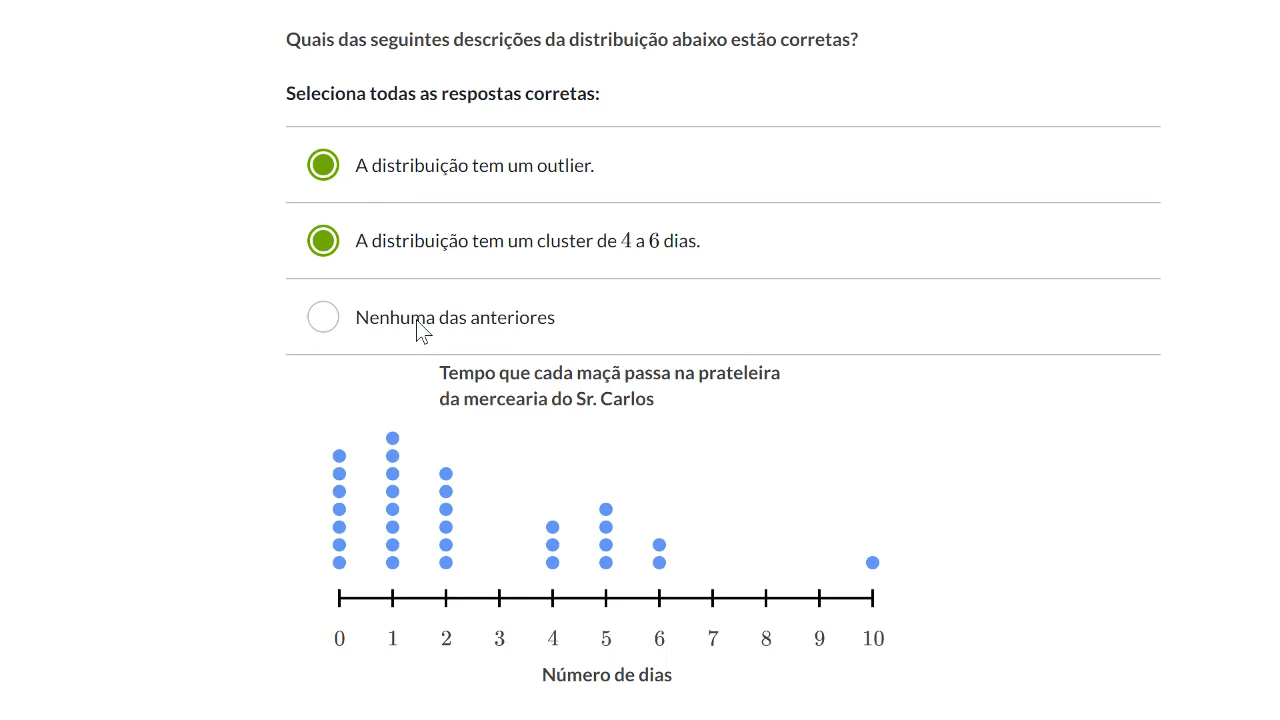 Quais das seguintes descrições da distribuição abaixo estão corretas?
Seleciona todas as respostas corretas:
A distribuição tem um outlier.
A distribuição tem um cluster de 4 a 6 dias.
Nenhuma das anteriores
Tempo que cada maçã passa na prateleira
da mercearia do Sr. Carlos
0 1 2 3 4 5 6 7 8 9 10
Número de dias